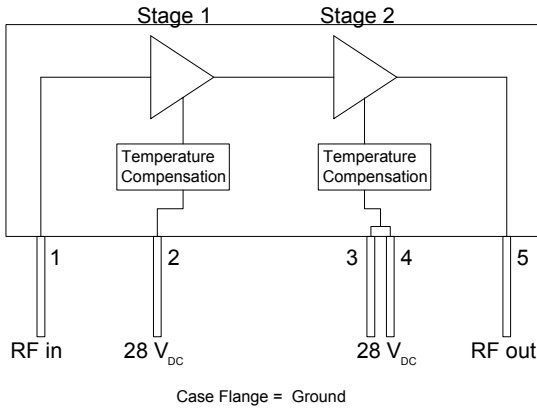 Stage 1
Stage 2
Temperature
Compensation
Temperature
Compensation
1
2
3
4
5
RF in
28 VDC
28 VDC
RF out
Case Flange = Ground